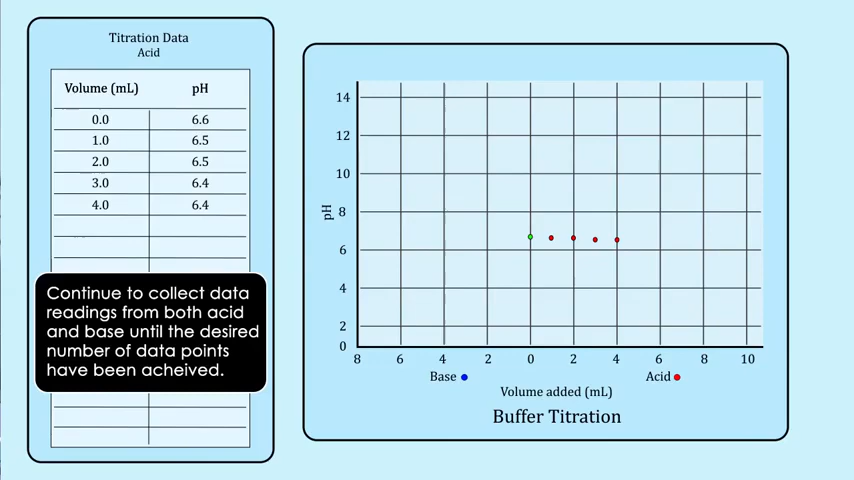 Titration Data
Acid
Volume (mL) pH
0.0 6.6
1.0 6.5
2.0 6.5
3.0 6.4
4.0 6.4
Continue to collect data
readings from both acid
and base until the desired
number of data points
have been acheived.
14
12
10
8
6
4
2
0
pH
8 6 4 2 0 2 4 6 8 10
Base Acid
Volume added (mL)
Buffer Titration